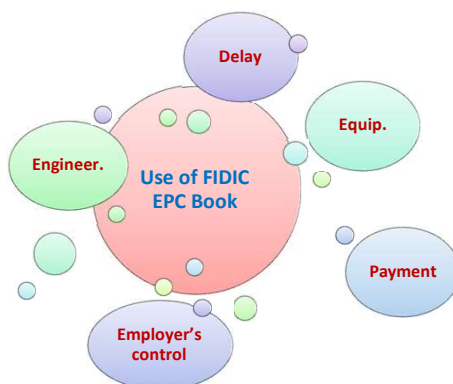 Delay
Equip.
Engineer.
Use of FIDIC
EPC Book
Payment
Employer's
control